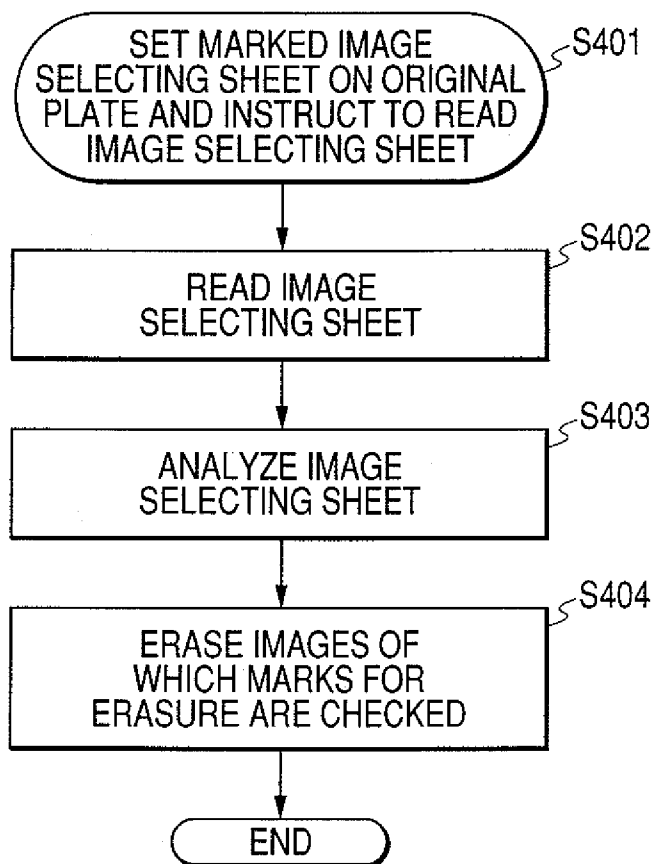 SET MARKED IMAGE
SELECTING SHEET ON ORIGINAL
PLATE AND INSTRUCT TO READ
IMAGE SELECTING SHEET
S401
READ IMAGE
SELECTING SHEET
S402
ANALYZE IMAGE
SELECTING SHEET
S403
ERASE IMAGES OF
WHICH MARKS FOR
ERASURE ARE CHECKED
S404
END